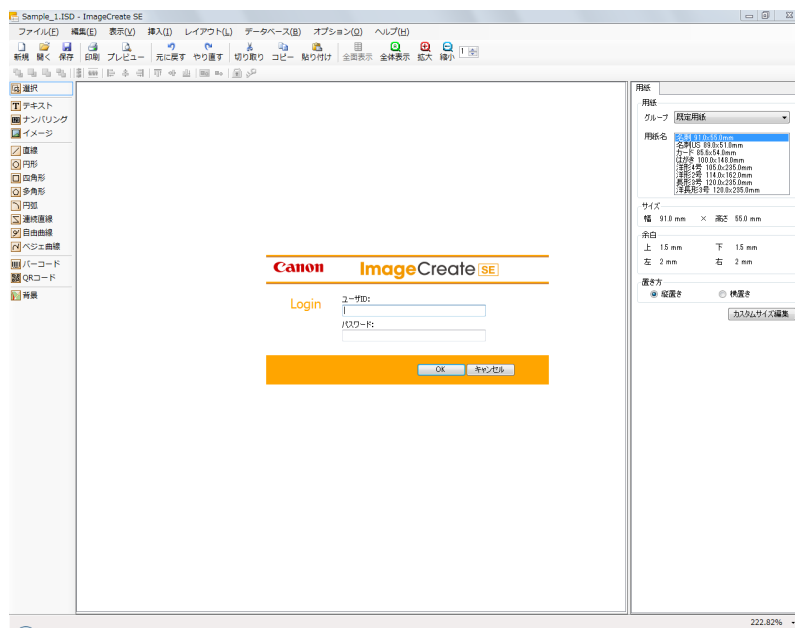 Sample_1.ISD - ImageCreate SE
ファイル(F) 編集(E) 表示(V) 挿入(I) レイアウト(L) データベース(B) オプション(O) ヘルプ(H)
新規 開く 保存 印刷 プレビュー 元に戻す やり直す 切り取り コピー 貼り付け 全面表示 全体表示 拡大 縮小 1
選択
テキスト
ナンバリング
イメージ
直線
円形
四角形
多角形
円弧
連続直線
自由曲線
ベジェ曲線
バーコード
QRコード
背景
Canon ImageCreate SE
Login
ユーザID:
パスワード:
OK キャンセル
用紙
用紙
グループ 既定用紙
用紙名 名刺 91.0x55.0mm
名刺US 89.0x51.0mm
カード 85.6x54.0mm
はがき 100.0x148.0mm
洋形4号 105.0x235.0mm
洋形2号 114.0x162.0mm
長形3号 120.0x235.0mm
洋長形3号 120.0x235.0mm
サイズ
幅 91.0 mm × 高さ 55.0 mm
余白
上 1.5 mm 下 1.5 mm
左 2 mm 右 2 mm
置き方
縦置き 横置き
カスタムサイズ編集
222.82%